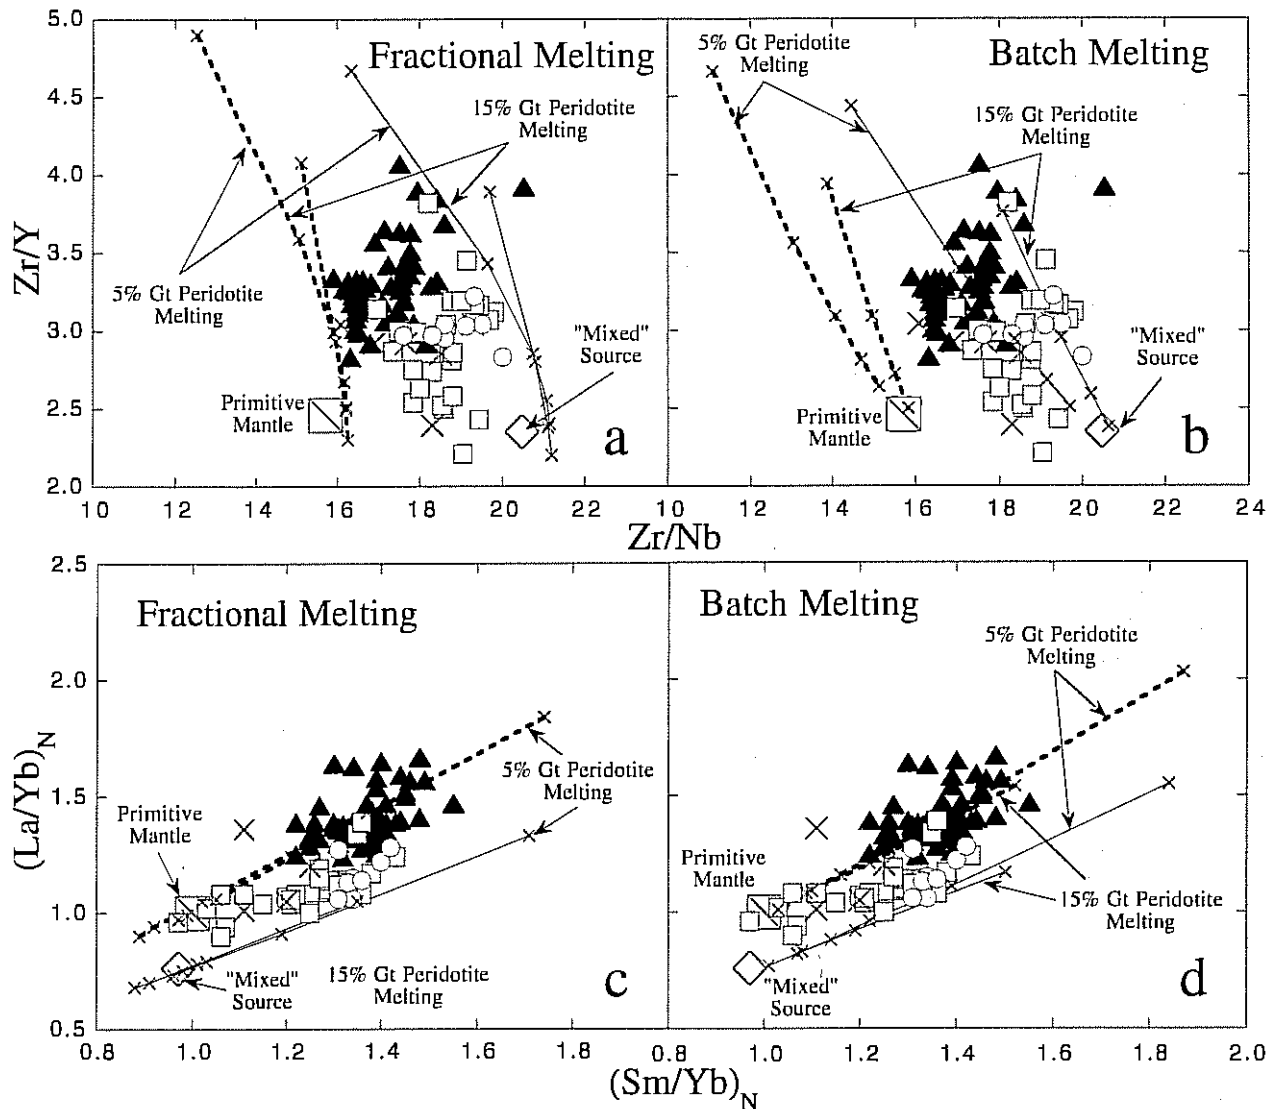 5.0
4.5
4.0
3.5
3.0
2.5
2.0
Zr/Y
Fractional Melting
15% Gt Peridotite
Melting
5% Gt Peridotite
Melting
"Mixed"
Source
Primitive
Mantle
a
10 12 14 16 18 20 22
5% Gt Peridotite
Melting
Batch Melting
15% Gt Peridotite
Melting
"Mixed"
Source
Primitive
Mantle
b
10 12 14 16 18 20 22 24
Zr/Nb
2.5
2.0
1.5
1.0
0.5
(La/Yb)N
Fractional Melting
5% Gt Peridotite
Melting
Primitive
Mantle
"Mixed"
Source
15% Gt Peridotite
Melting
c
0.8 1.0 1.2 1.4 1.6 1.8
Batch Melting
5% Gt Peridotite
Melting
Primitive
Mantle
15% Gt Peridotite
Melting
"Mixed"
Source
d
0.8 1.0 1.2 1.4 1.6 1.8 2.0
(Sm/Yb)N